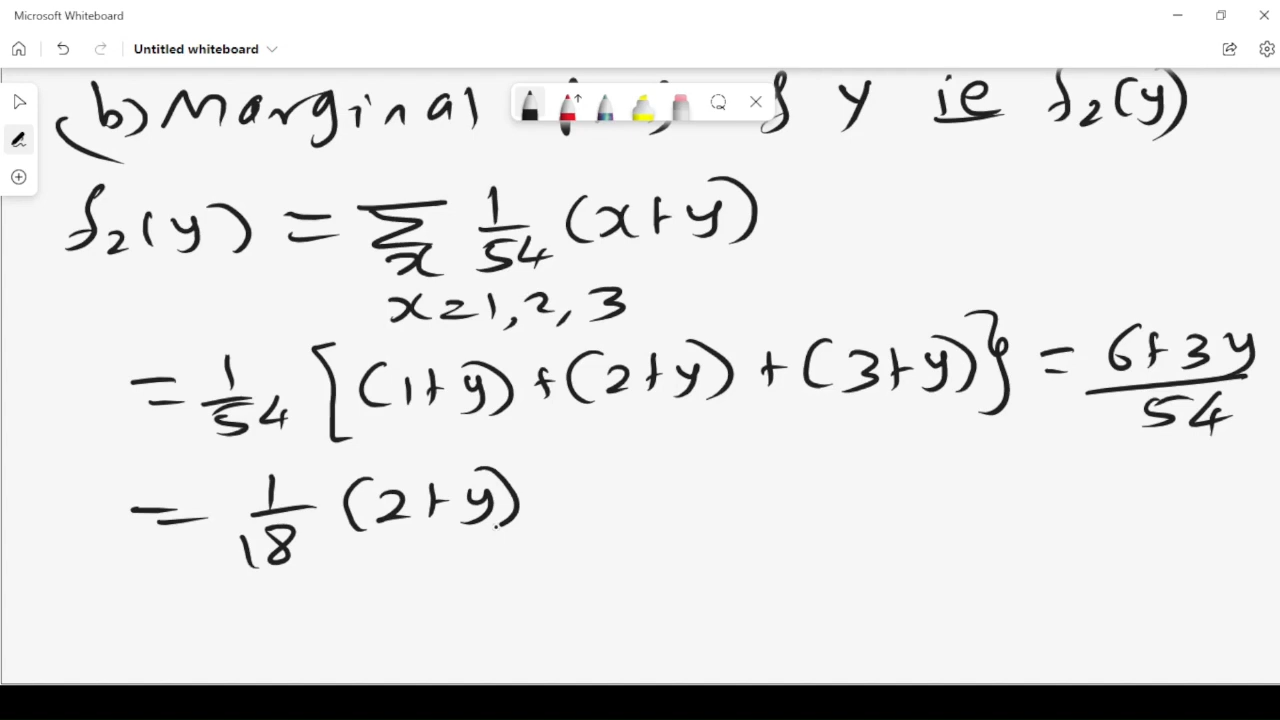 Microsoft Whiteboard
Untitled whiteboard
(b) Marginal y ie f₂(y)
f₂(y) = Σₓ 1/54 (x+y)
x=1,2,3
= 1/54 [(1+y)+(2+y)+(3+y)} = 6+3y/54
= 1/18 (2+y)